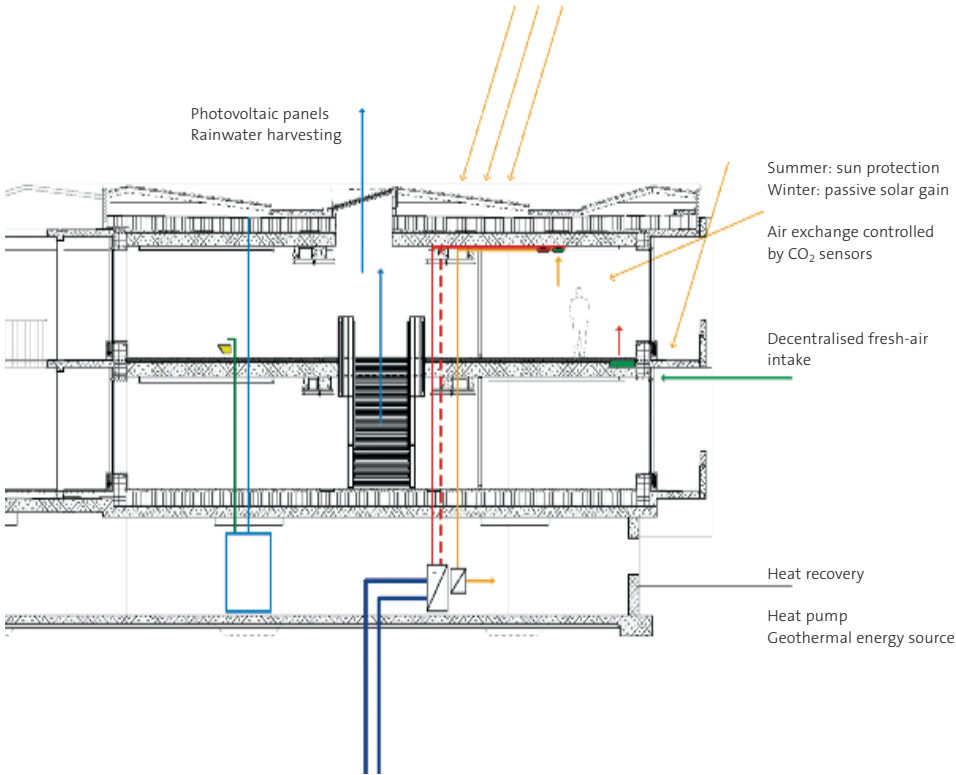 Photovoltaic panels
Rainwater harvesting
Summer: sun protection
Winter: passive solar gain
Air exchange controlled
by CO₂ sensors
Decentralised fresh-air
intake
Heat recovery
Heat pump
Geothermal energy source